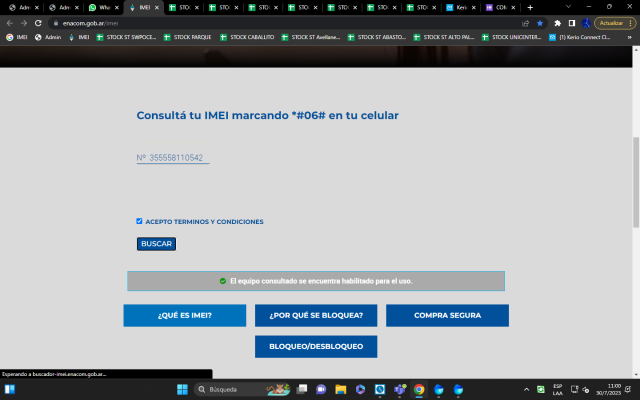 Adm
Adm
Wha
IMEI
STO
STO
STO
STO
STO
STO
STO
Kerio
CON
enacom.gob.ar/imei
Actualizar
IMEI
Admin
IMEI
STOCK ST SWPOCE...
STOCK PARQUE
STOCK CABALLITO
STOCK ST Avellane...
STOCK ST ABASTO...
STOCK ST ALTO PAL...
STOCK UNICENTER...
(1) Kerio Connect Cl...
Consultá tu IMEI marcando *#06# en tu celular
Nº 355558110542
ACEPTO TERMINOS Y CONDICIONES
BUSCAR
El equipo consultado se encuentra habilitado para el uso.
¿QUÉ ES IMEI?
¿POR QUÉ SE BLOQUEA?
COMPRA SEGURA
BLOQUEO/DESBLOQUEO
Esperando a buscador-imei.enacom.gob.ar...
Búsqueda
ESP
LAA
11:00
30/7/2023